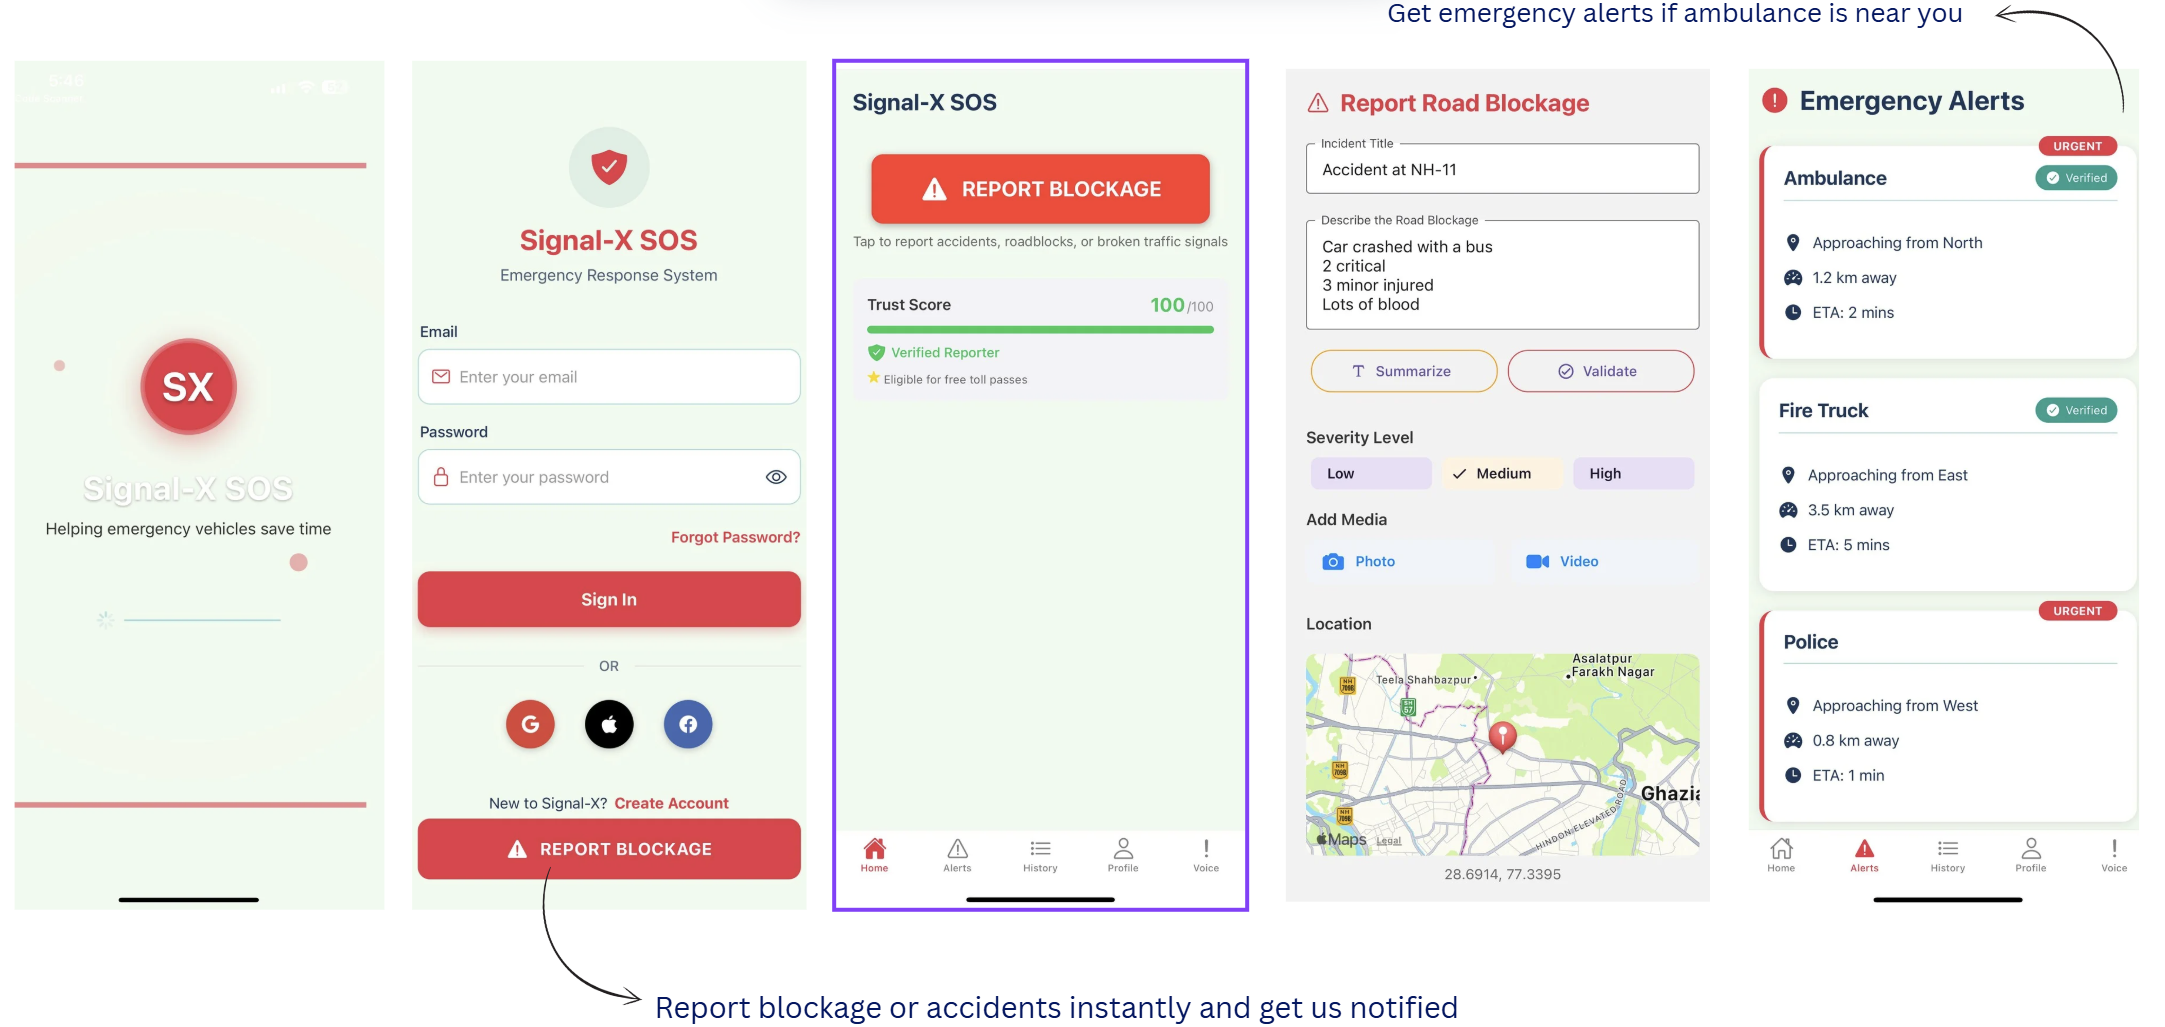 Get emergency alerts if ambulance is near you
5:46
SX
Signal-X SOS
Helping emergency vehicles save time
Signal-X SOS
Emergency Response System
Email
Enter your email
Password
Enter your password
Forgot Password?
Sign In
OR
G
New to Signal-X? Create Account
REPORT BLOCKAGE
Signal-X SOS
REPORT BLOCKAGE
Tap to report accidents, roadblocks, or broken traffic signals
Trust Score 100/100
Verified Reporter
Eligible for free toll passes
Home Alerts History Profile Voice
Report Road Blockage
Incident Title
Accident at NH-11
Describe the Road Blockage
Car crashed with a bus
2 critical
3 minor injured
Lots of blood
T Summarize Validate
Severity Level
Low Medium High
Add Media
Photo Video
Location
Asalatpur
Farakh Nagar
Teela Shahbazpur
NH
709B
SH
57
NH
709B
Ghazia
NH
709B
HINDON ELEVATED ROAD
Maps Legal
28.6914, 77.3395
Emergency Alerts
URGENT
Ambulance Verified
Approaching from North
1.2 km away
ETA: 2 mins
Fire Truck Verified
Approaching from East
3.5 km away
ETA: 5 mins
URGENT
Police
Approaching from West
0.8 km away
ETA: 1 min
Home Alerts History Profile Voice
Report blockage or accidents instantly and get us notified